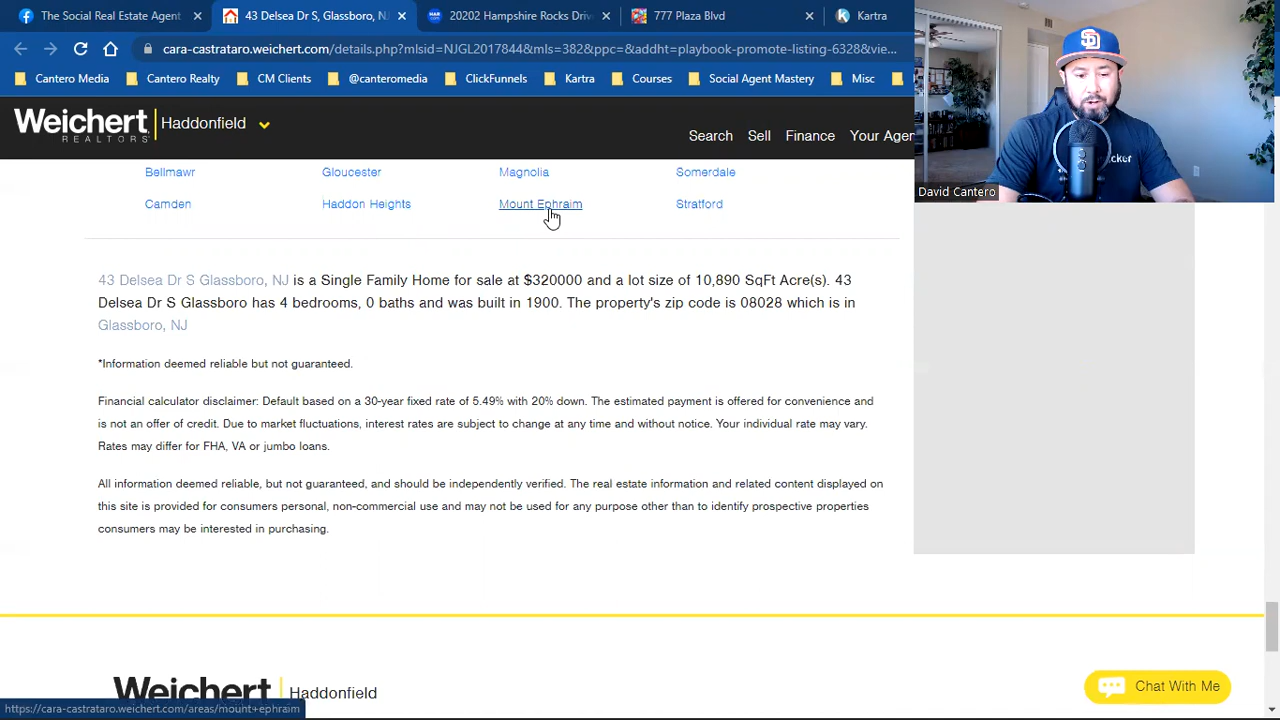 The Social Real Estate Agent
43 Delsea Dr S, Glassboro, NJ
20202 Hampshire Rocks Driv
777 Plaza Blvd
Kartra
cara-castrataro.weichert.com/details.php?mlsid=NJGL2017844&mls=382&ppc=&addht=playbook-promote-listing-6328&vie...
Cantero Media
Cantero Realty
CM Clients
@canteromedia
ClickFunnels
Kartra
Courses
Social Agent Mastery
Misc
Weichert
REALTORS
Haddonfield
Search
Sell
Finance
Your Agen
David Cantero
Bellmawr
Gloucester
Magnolia
Somerdale
Camden
Haddon Heights
Mount Ephraim
Stratford
43 Delsea Dr S Glassboro, NJ is a Single Family Home for sale at $320000 and a lot size of 10,890 SqFt Acre(s). 43
Delsea Dr S Glassboro has 4 bedrooms, 0 baths and was built in 1900. The property's zip code is 08028 which is in
Glassboro, NJ
*Information deemed reliable but not guaranteed.
Financial calculator disclaimer: Default based on a 30-year fixed rate of 5.49% with 20% down. The estimated payment is offered for convenience and
is not an offer of credit. Due to market fluctuations, interest rates are subject to change at any time and without notice. Your individual rate may vary.
Rates may differ for FHA, VA or jumbo loans.
All information deemed reliable, but not guaranteed, and should be independently verified. The real estate information and related content displayed on
this site is provided for consumers personal, non-commercial use and may not be used for any purpose other than to identify prospective properties
consumers may be interested in purchasing.
Weichert
Haddonfield
Chat With Me
https://cara-castrataro.weichert.com/areas/mount+ephraim